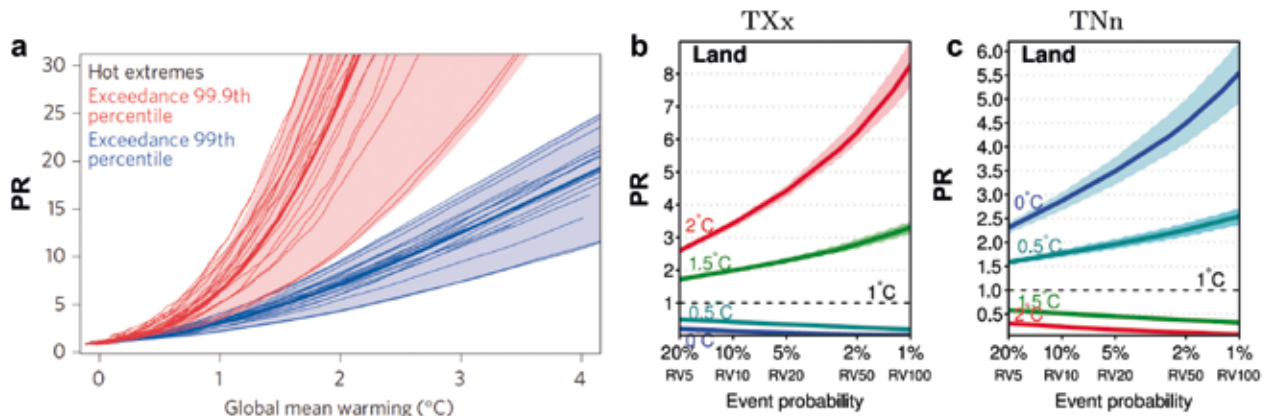 a
Hot extremes
Exceedance 99.9th
percentile
Exceedance 99th
percentile
PR
30
25
20
15
10
5
0
0 1 2 3 4
Global mean warming (°C)
TXx
b
Land
PR
8
7
6
5
4
3
2
1
2°C
1.5°C
1°C
0.5°C
0°C
20% 10% 5% 2% 1%
RV5 RV10 RV20 RV50 RV100
Event probability
TNn
c
Land
PR
6.0
5.5
5.0
4.5
4.0
3.5
3.0
2.5
2.0
1.5
1.0
0.5
0°C
0.5°C
1°C
1.5°C
2°C
20% 10% 5% 2% 1%
RV5 RV10 RV20 RV50 RV100
Event probability